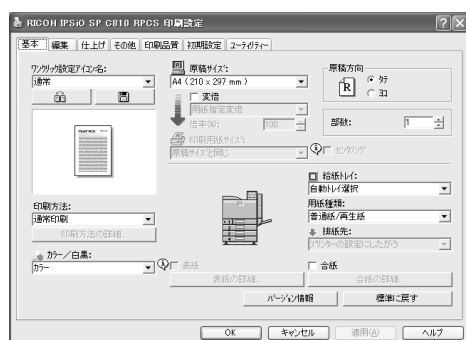 RICOH IPSiO SP C810 RPCS 印刷設定
基本 編集 仕上げ その他 印刷品質 初期設定 ユーティリティー
ワンクリック設定アイコン名:
通常
印刷方法:
通常印刷
印刷方法の詳細...
カラー/白黒:
カラー
原稿サイズ:
A4 (210 x 297 mm)
変倍
用紙指定変倍
倍率(%): 100
印刷用紙サイズ:
原稿サイズと同じ
原稿方向
R
タテ
ヨコ
部数: 1
センタリング
給紙トレイ:
自動トレイ選択
用紙種類:
普通紙/再生紙
排紙先:
プリンターの設定にしたがう
表紙
表紙の詳細...
合紙
合紙の詳細...
バージョン情報
標準に戻す
OK
キャンセル
適用(A)
ヘルプ